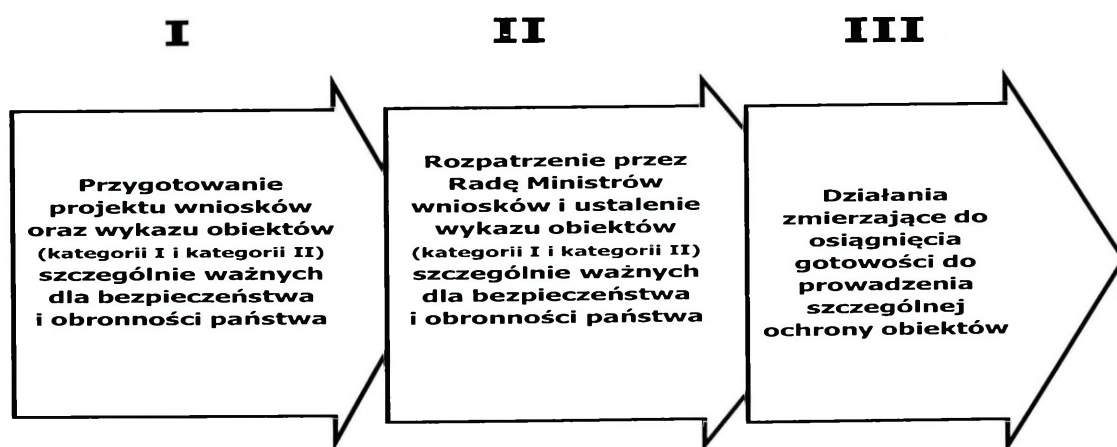 I
II
III
Przygotowanie
projektu wniosków
oraz wykazu obiektów
(kategorii I i kategorii II)
szczególnie ważnych
dla bezpieczeństwa
i obronności państwa
Rozpatrzenie przez
Radę Ministrów
wniosków i ustalenie
wykazu obiektów
(kategorii I i kategorii II)
szczególnie ważnych
dla bezpieczeństwa
i obronności państwa
Działania
zmierzające do
osiągnięcia
gotowości do
prowadzenia
szczególnej
ochrony obiektów